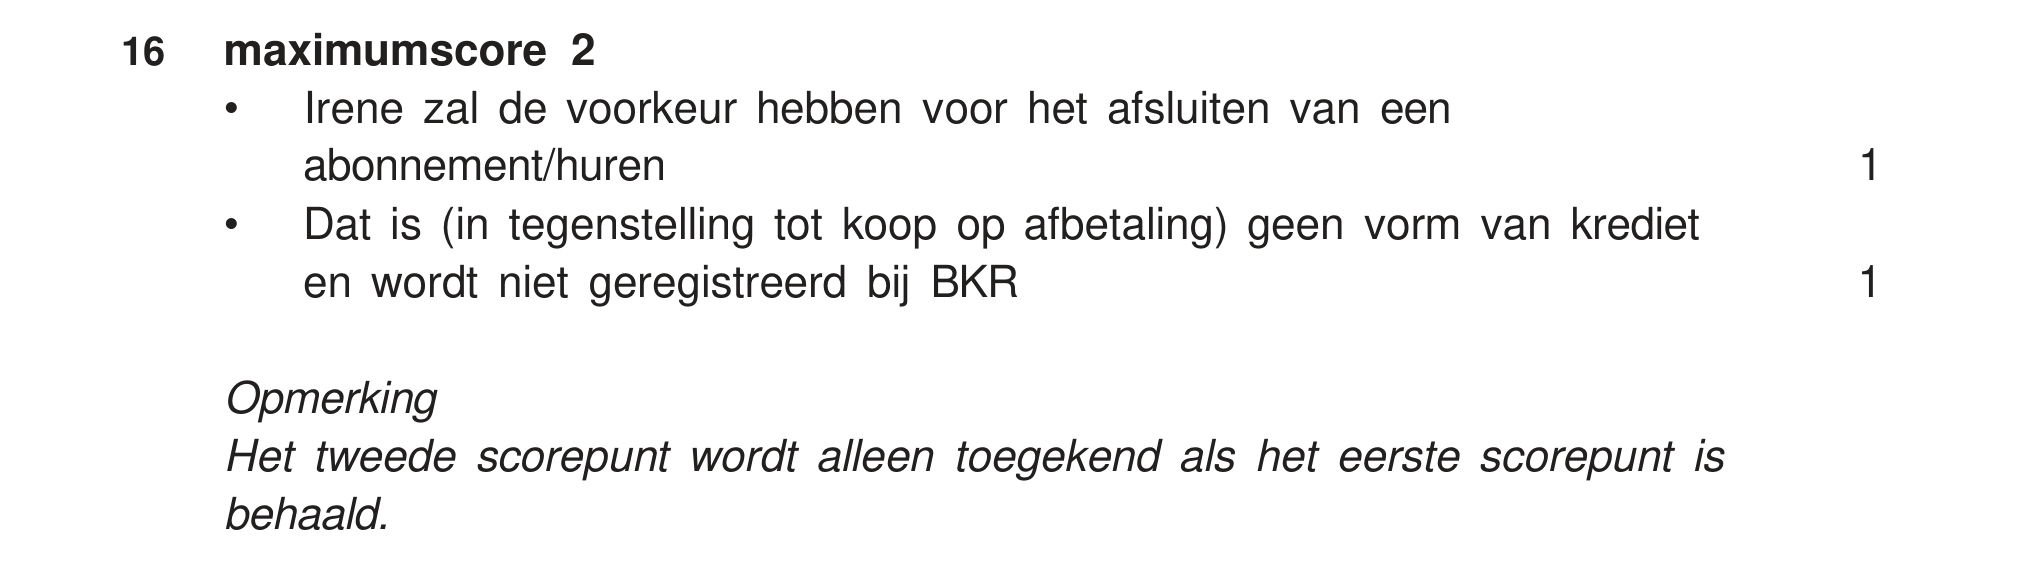 16 maximumscore 2
• Irene zal de voorkeur hebben voor het afsluiten van een
abonnement/huren 1
• Dat is (in tegenstelling tot koop op afbetaling) geen vorm van krediet
en wordt niet geregistreerd bij BKR 1
Opmerking
Het tweede scorepunt wordt alleen toegekend als het eerste scorepunt is
behaald.